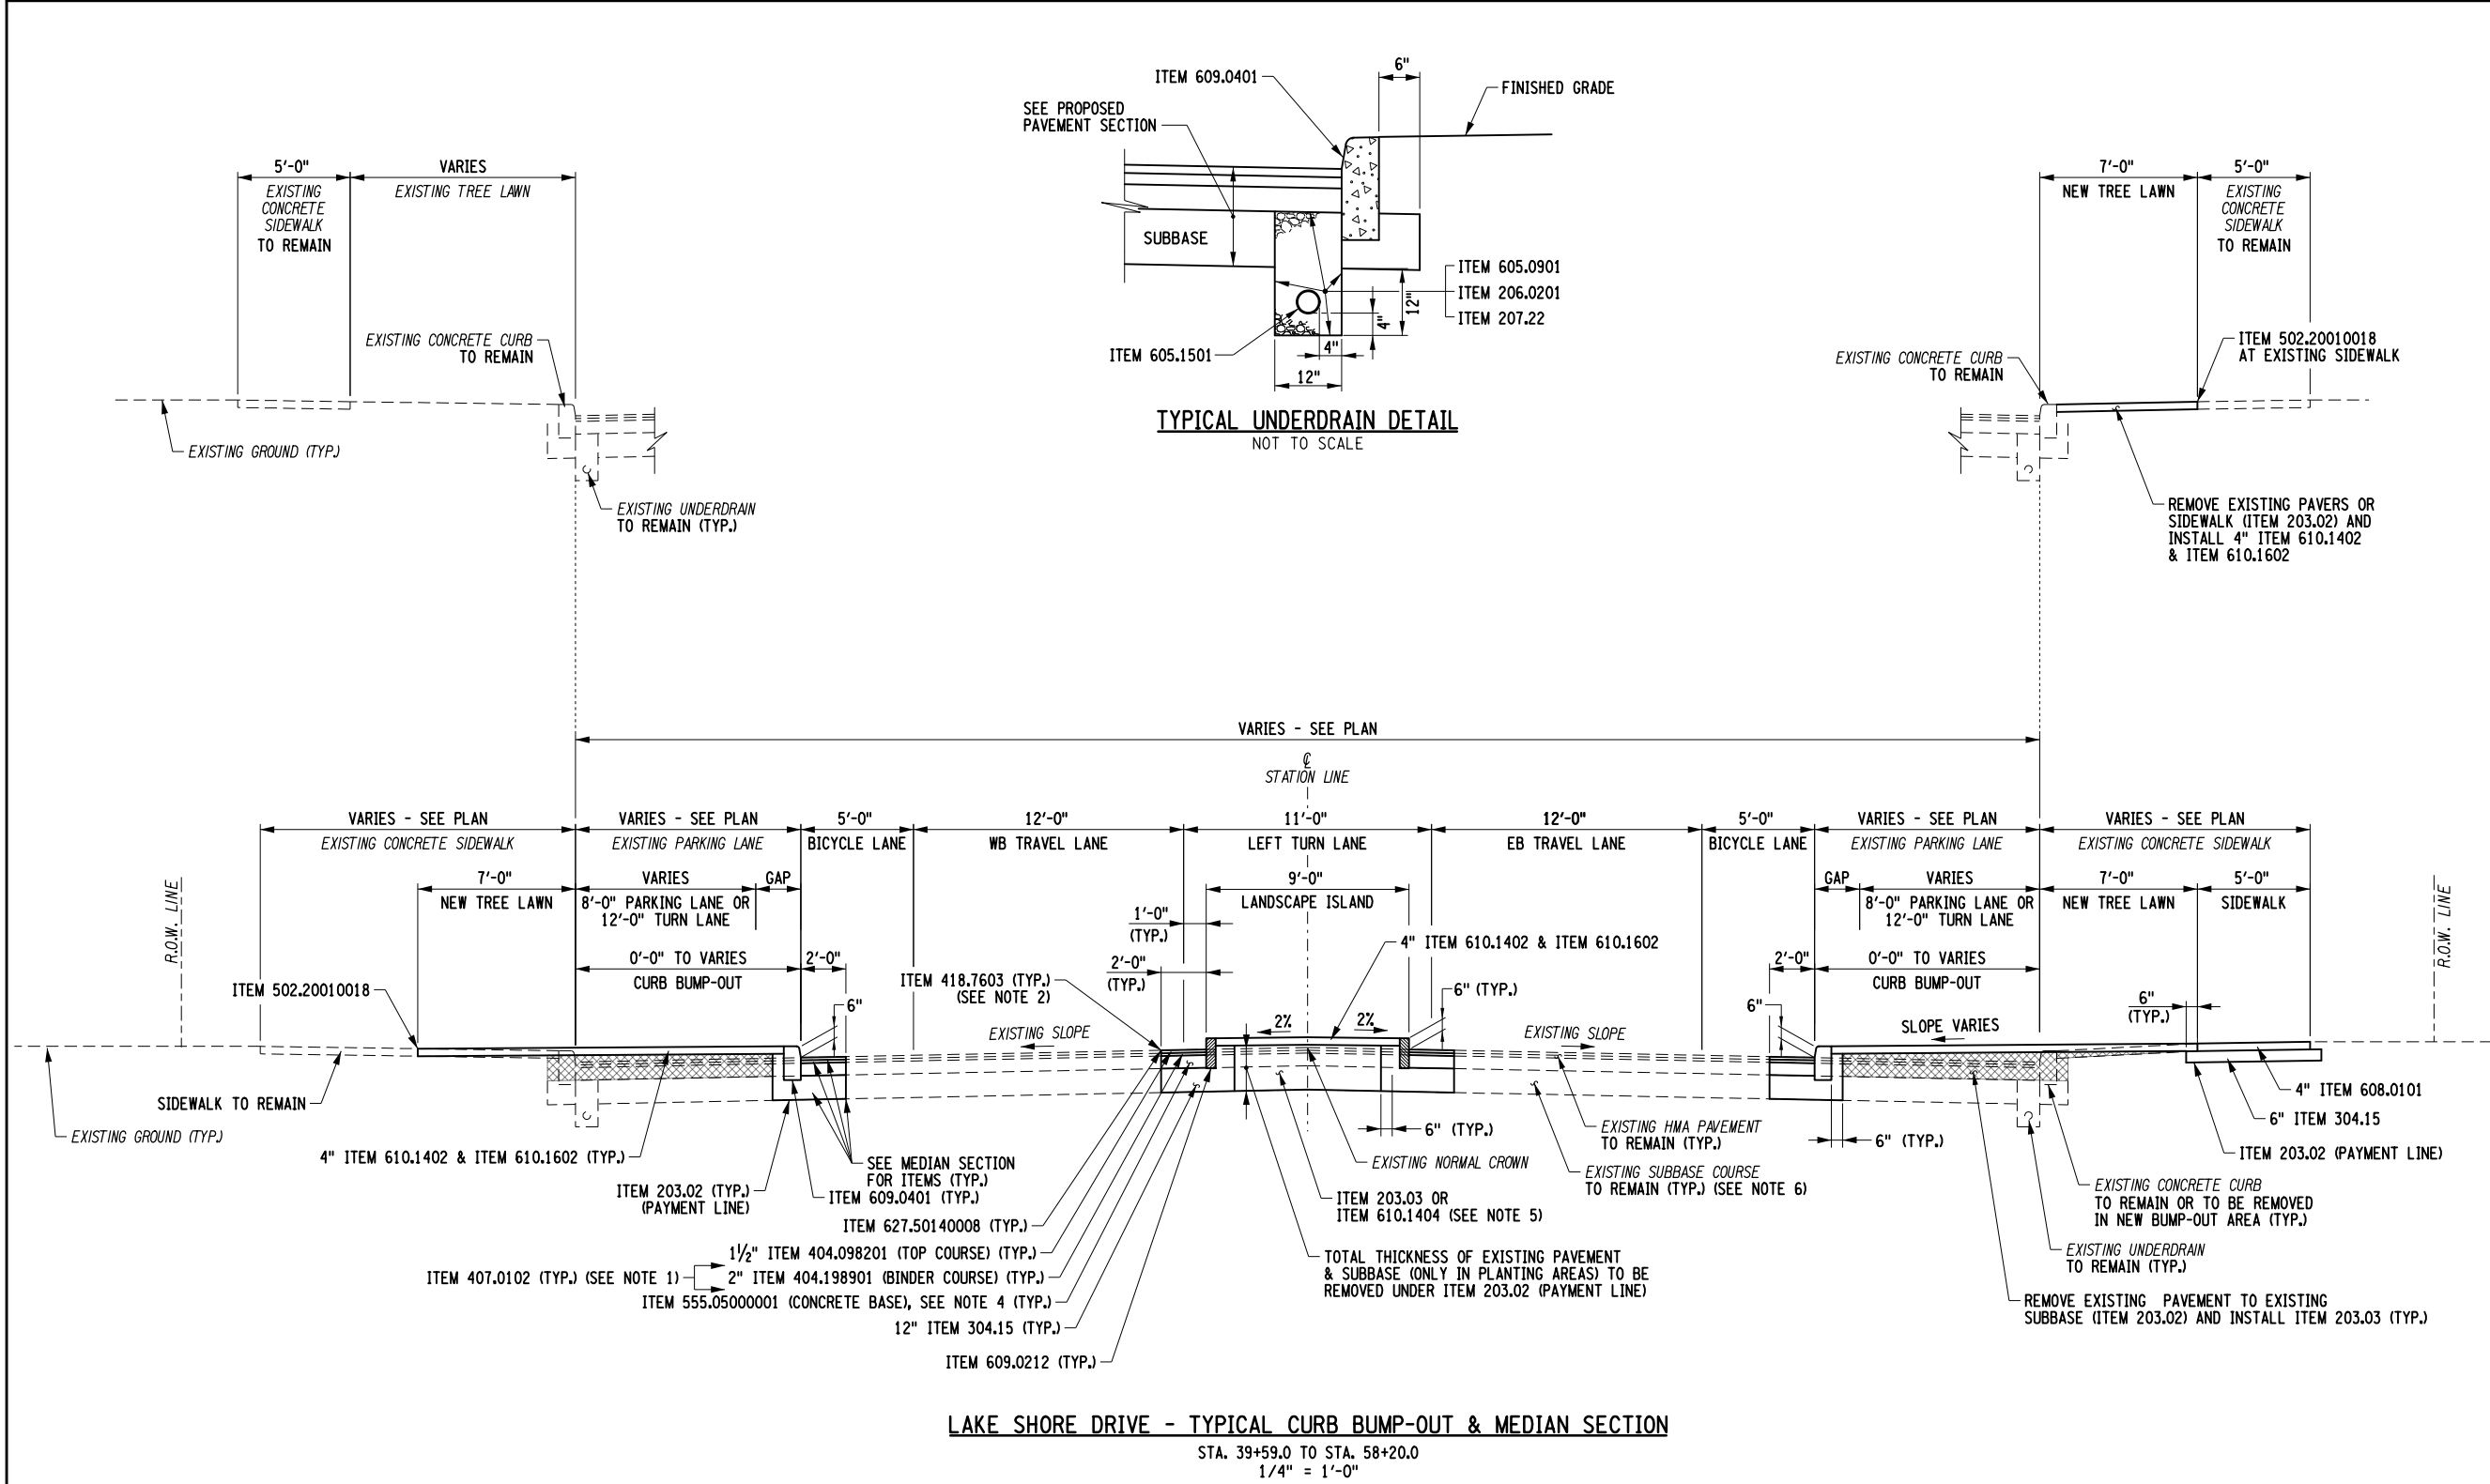 ITEM 609.0401
6"
FINISHED GRADE
SEE PROPOSED
PAVEMENT SECTION
SUBBASE
ITEM 605.0901
ITEM 206.0201
ITEM 207.22
12"
4"
4"
ITEM 605.1501
12"
TYPICAL UNDERDRAIN DETAIL
NOT TO SCALE
5'-0"
VARIES
EXISTING
CONCRETE
SIDEWALK
TO REMAIN
EXISTING TREE LAWN
EXISTING CONCRETE CURB
TO REMAIN
EXISTING GROUND (TYP.)
EXISTING UNDERDRAIN
TO REMAIN (TYP.)
7'-0"
5'-0"
NEW TREE LAWN
EXISTING
CONCRETE
SIDEWALK
TO REMAIN
EXISTING CONCRETE CURB
TO REMAIN
ITEM 502.20010018
AT EXISTING SIDEWALK
REMOVE EXISTING PAVERS OR
SIDEWALK (ITEM 203.02) AND
INSTALL 4" ITEM 610.1402
& ITEM 610.1602
VARIES - SEE PLAN
℄
STATION LINE
VARIES - SEE PLAN
VARIES - SEE PLAN
5'-0"
12'-0"
11'-0"
12'-0"
5'-0"
VARIES - SEE PLAN
VARIES - SEE PLAN
EXISTING CONCRETE SIDEWALK
EXISTING PARKING LANE
BICYCLE LANE
WB TRAVEL LANE
LEFT TURN LANE
EB TRAVEL LANE
BICYCLE LANE
EXISTING PARKING LANE
EXISTING CONCRETE SIDEWALK
R.O.W. LINE
7'-0"
VARIES
GAP
9'-0"
GAP
VARIES
7'-0"
5'-0"
R.O.W. LINE
NEW TREE LAWN
8'-0" PARKING LANE OR
12'-0" TURN LANE
LANDSCAPE ISLAND
8'-0" PARKING LANE OR
12'-0" TURN LANE
NEW TREE LAWN
SIDEWALK
1'-0"
(TYP.)
4" ITEM 610.1402 & ITEM 610.1602
0'-0" TO VARIES
2'-0"
CURB BUMP-OUT
2'-0"
(TYP.)
2'-0"
0'-0" TO VARIES
CURB BUMP-OUT
ITEM 502.20010018
ITEM 418.7603 (TYP.)
(SEE NOTE 2)
6" (TYP.)
6"
6"
6"
(TYP.)
EXISTING SLOPE
2%
2%
EXISTING SLOPE
SLOPE VARIES
SIDEWALK TO REMAIN
EXISTING GROUND (TYP.)
4" ITEM 610.1402 & ITEM 610.1602 (TYP.)
ITEM 203.02 (TYP.)
(PAYMENT LINE)
SEE MEDIAN SECTION
FOR ITEMS (TYP.)
ITEM 609.0401 (TYP.)
ITEM 627.50140008 (TYP.)
1½" ITEM 404.098201 (TOP COURSE) (TYP.)
ITEM 407.0102 (TYP.) (SEE NOTE 1)
2" ITEM 404.198901 (BINDER COURSE) (TYP.)
ITEM 555.05000001 (CONCRETE BASE), SEE NOTE 4 (TYP.)
12" ITEM 304.15 (TYP.)
ITEM 609.0212 (TYP.)
6" (TYP.)
EXISTING NORMAL CROWN
ITEM 203.03 OR
ITEM 610.1404 (SEE NOTE 5)
TOTAL THICKNESS OF EXISTING PAVEMENT
& SUBBASE (ONLY IN PLANTING AREAS) TO BE
REMOVED UNDER ITEM 203.02 (PAYMENT LINE)
EXISTING HMA PAVEMENT
TO REMAIN (TYP.)
EXISTING SUBBASE COURSE
TO REMAIN (TYP.) (SEE NOTE 6)
6" (TYP.)
4" ITEM 608.0101
6" ITEM 304.15
ITEM 203.02 (PAYMENT LINE)
EXISTING CONCRETE CURB
TO REMAIN OR TO BE REMOVED
IN NEW BUMP-OUT AREA (TYP.)
EXISTING UNDERDRAIN
TO REMAIN (TYP.)
REMOVE EXISTING PAVEMENT TO EXISTING
SUBBASE (ITEM 203.02) AND INSTALL ITEM 203.03 (TYP.)
LAKE SHORE DRIVE - TYPICAL CURB BUMP-OUT & MEDIAN SECTION
STA. 39+59.0 TO STA. 58+20.0
1/4" = 1'-0"